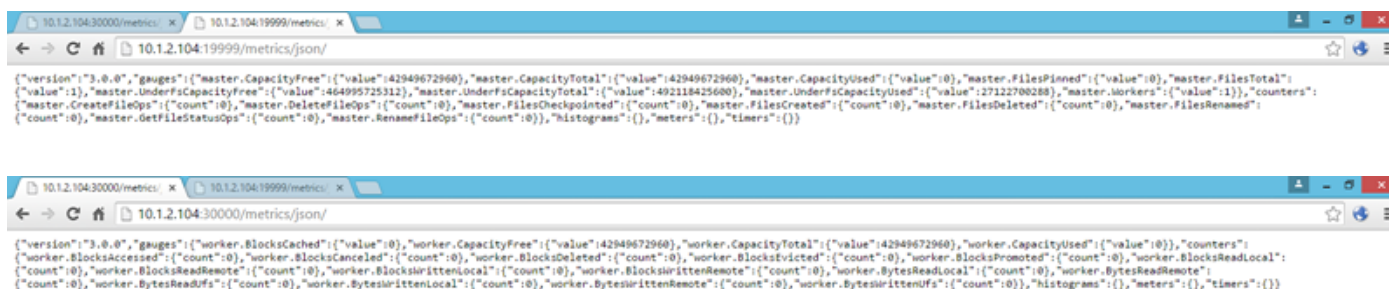 10.1.2.104:30000/metrics/ × 10.1.2.104:19999/metrics/ ×
10.1.2.104:19999/metrics/json/
{"version":"3.0.0","gauges":{"master.CapacityFree":{"value":42949672960},"master.CapacityTotal":{"value":42949672960},"master.CapacityUsed":{"value":0},"master.FilesPinned":{"value":0},"master.FilesTotal":
{"value":1},"master.UnderFsCapacityFree":{"value":464995725312},"master.UnderFsCapacityTotal":{"value":492118425600},"master.UnderFsCapacityUsed":{"value":27122700288},"master.Workers":{"value":1}},"counters":
{"master.CreateFileOps":{"count":0},"master.DeleteFileOps":{"count":0},"master.FilesCheckpointed":{"count":0},"master.FilesCreated":{"count":0},"master.FilesDeleted":{"count":0},"master.FilesRenamed":
{"count":0},"master.GetFileStatusOps":{"count":0},"master.RenameFileOps":{"count":0}},"histograms":{},"meters":{},"timers":{}}
10.1.2.104:30000/metrics/ × 10.1.2.104:19999/metrics/ ×
10.1.2.104:30000/metrics/json/
{"version":"3.0.0","gauges":{"worker.BlocksCached":{"value":0},"worker.CapacityFree":{"value":42949672960},"worker.CapacityTotal":{"value":42949672960},"worker.CapacityUsed":{"value":0}},"counters":
{"worker.BlocksAccessed":{"count":0},"worker.BlocksCanceled":{"count":0},"worker.BlocksDeleted":{"count":0},"worker.BlocksEvicted":{"count":0},"worker.BlocksPromoted":{"count":0},"worker.BlocksReadLocal":
{"count":0},"worker.BlocksReadRemote":{"count":0},"worker.BlocksWrittenLocal":{"count":0},"worker.BlocksWrittenRemote":{"count":0},"worker.BytesReadLocal":{"count":0},"worker.BytesReadRemote":
{"count":0},"worker.BytesReadUfs":{"count":0},"worker.BytesWrittenLocal":{"count":0},"worker.BytesWrittenRemote":{"count":0},"worker.BytesWrittenUfs":{"count":0}},"histograms":{},"meters":{},"timers":{}}